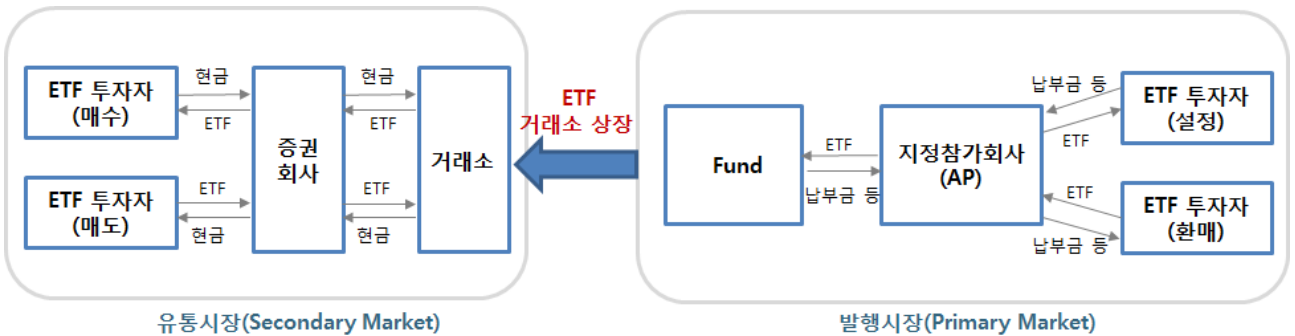 ETF 투자자
(매수)
현금
ETF
ETF 투자자
(매도)
ETF
현금
증권
회사
현금
ETF
ETF
현금
거래소
ETF
거래소 상장
Fund
ETF
납부금 등
지정참가회사
(AP)
납부금 등
ETF
ETF 투자자
(설정)
ETF
납부금 등
ETF 투자자
(환매)
유통시장(Secondary Market)
발행시장(Primary Market)